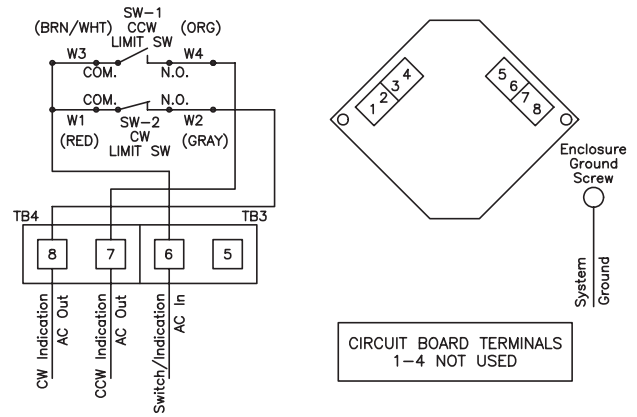 SW-1
(BRN/WHT) CCW (ORG)
LIMIT SW
W3 W4
COM. N.O.
COM. N.O.
W1 SW-2 W2
(RED) CW (GRAY)
LIMIT SW
TB4 TB3
8 7 6 5
CW Indication
AC Out
CCW Indication
AC Out
Switch/Indication
AC In
1 2 3 4
5 6 7 8
Enclosure
Ground
Screw
System
Ground
CIRCUIT BOARD TERMINALS
1-4 NOT USED